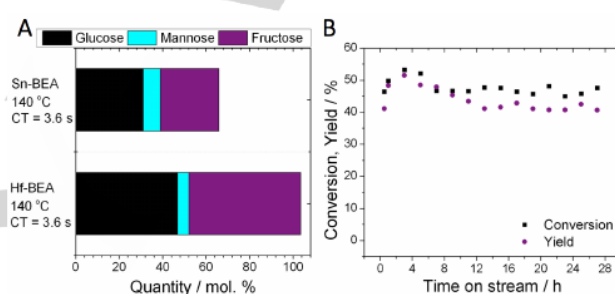 A
Glucose Mannose Fructose
Sn-BEA
140 °C
CT = 3.6 s
Hf-BEA
140 °C
CT = 3.6 s
0 20 40 60 80 100
Quantity / mol. %
B
60
50
40
30
20
10
0
Conversion, Yield / %
Conversion
Yield
0 4 8 12 16 20 24 28
Time on stream / h